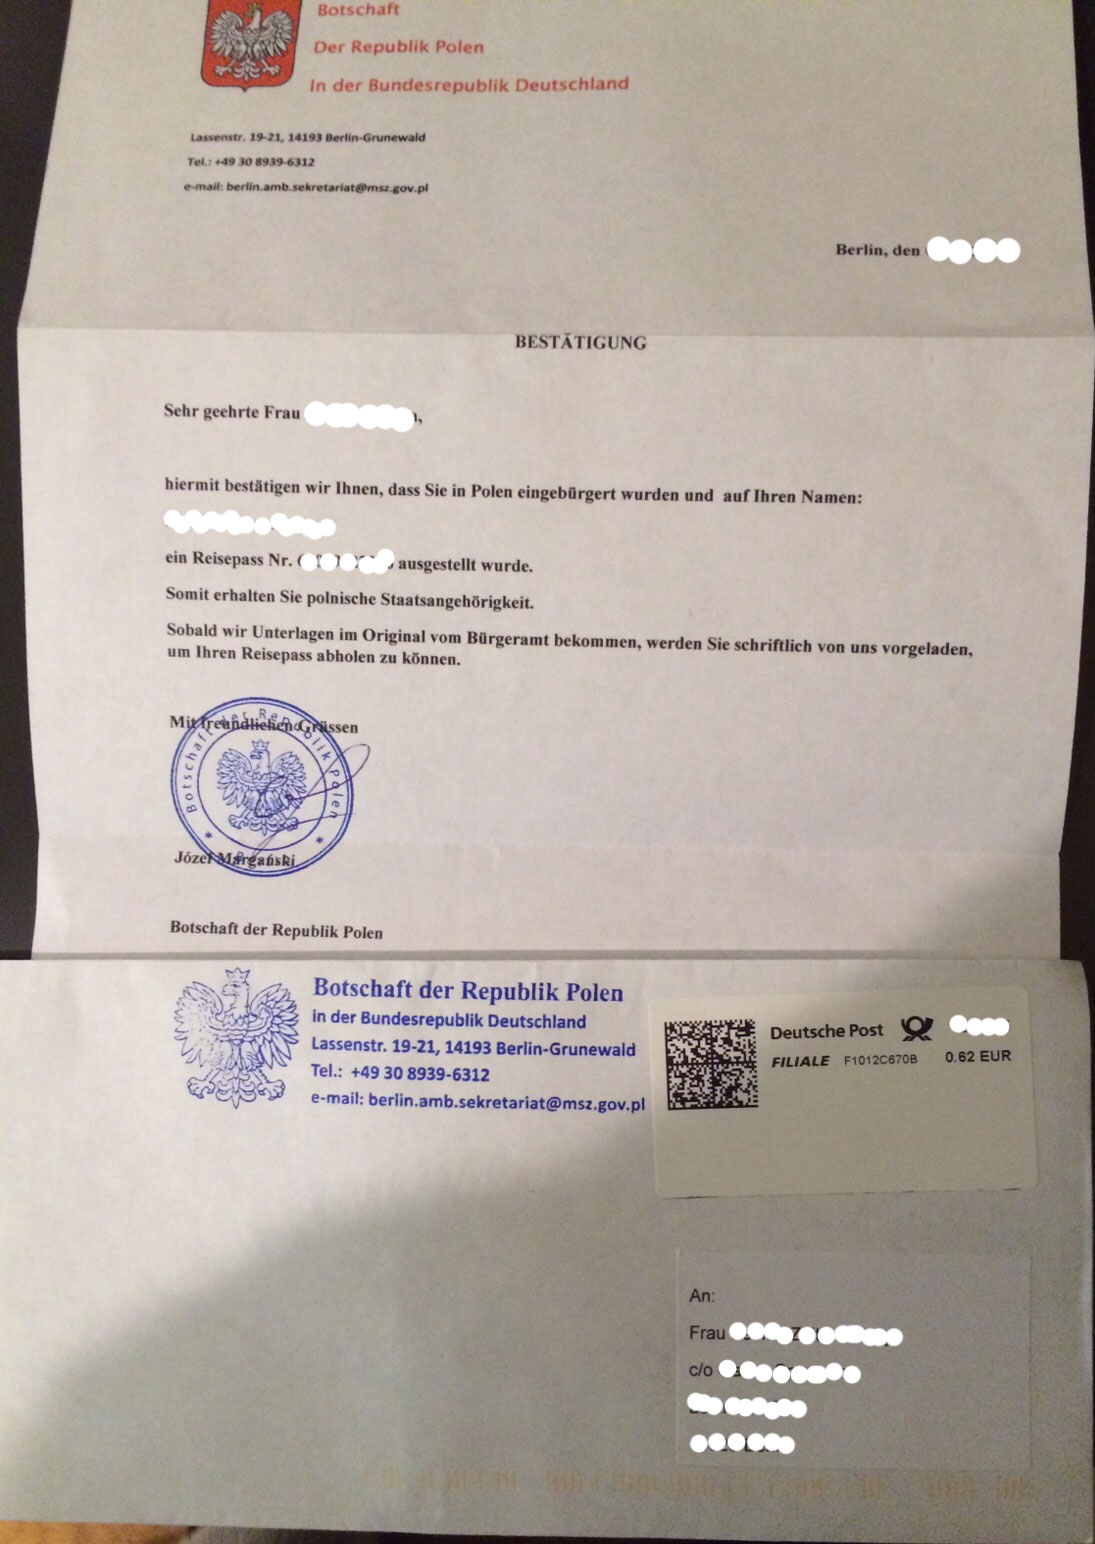 Botschaft
Der Republik Polen
in der Bundesrepublik Deutschland
Lassenstr. 19-21, 14193 Berlin-Grunewald
Tel.: +49 30 8939-6312
e-mail: berlin.amb.sekretariat@msz.gov.pl
Berlin, den
BESTÄTIGUNG
Sehr geehrte Frau ,
hiermit bestätigen wir Ihnen, dass Sie in Polen eingebürgert wurden und auf Ihren Namen:
ein Reisepass Nr. ausgestellt wurde.
Somit erhalten Sie polnische Staatsangehörigkeit.
Sobald wir Unterlagen im Original vom Bürgeramt bekommen, werden Sie schriftlich von uns vorgeladen,
um Ihren Reisepass abholen zu können.
Mit freundlichen Grüssen
Botschaft der Republik Polen
Józef Margański
Botschaft der Republik Polen
Botschaft der Republik Polen
in der Bundesrepublik Deutschland
Lassenstr. 19-21, 14193 Berlin-Grunewald
Tel.: +49 30 8939-6312
e-mail: berlin.amb.sekretariat@msz.gov.pl
Deutsche Post
FILIALE F1012C670B 0.62 EUR
An:
Frau
c/o